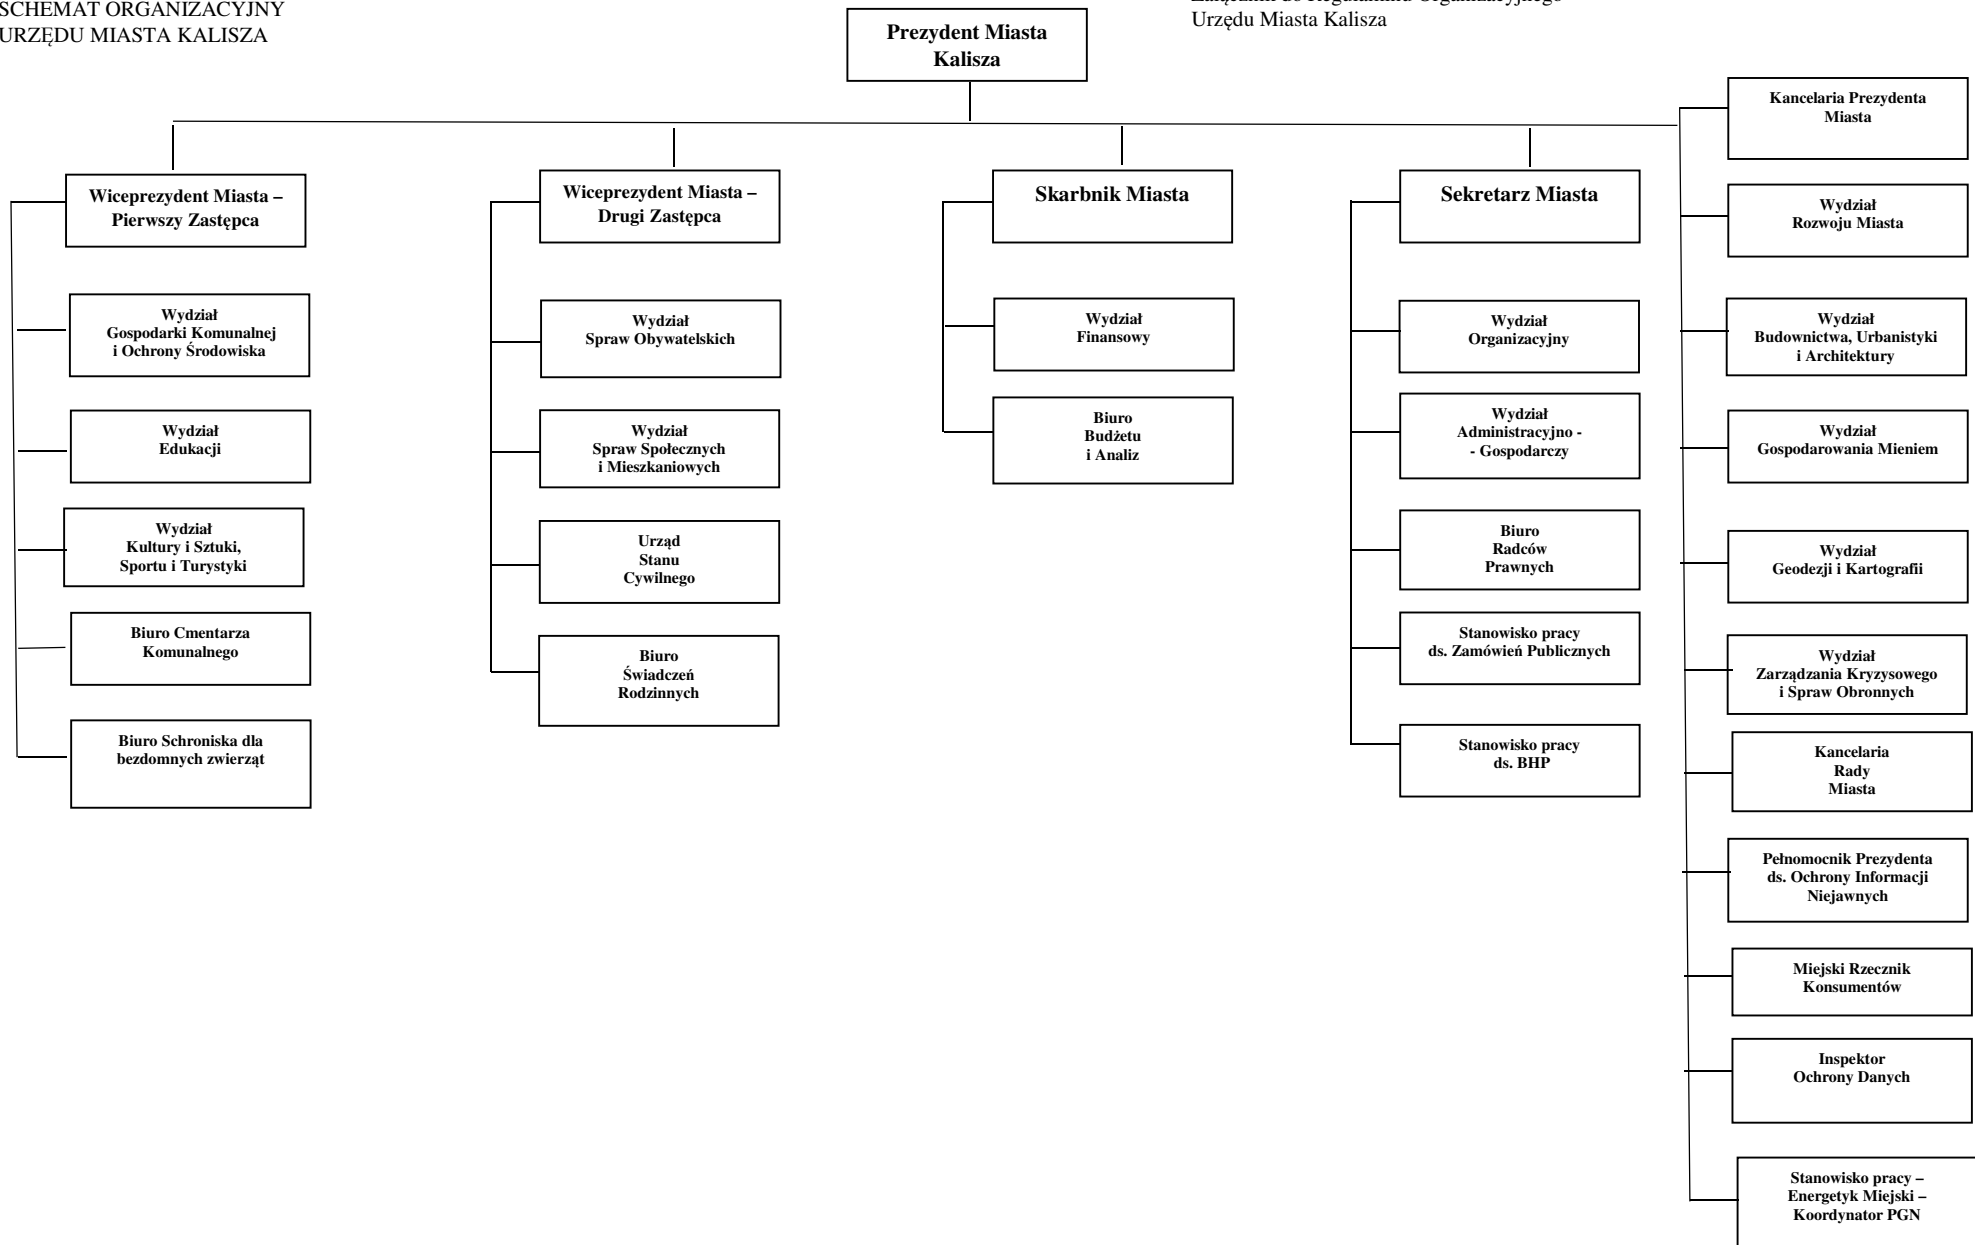 SCHEMAT ORGANIZACYJNY
URZĘDU MIASTA KALISZA
Załącznik do Regulaminu Organizacyjnego
Urzędu Miasta Kalisza
Prezydent Miasta
Kalisza
Wiceprezydent Miasta –
Pierwszy Zastępca
Wydział
Gospodarki Komunalnej
i Ochrony Środowiska
Wydział
Edukacji
Wydział
Kultury i Sztuki,
Sportu i Turystyki
Biuro Cmentarza
Komunalnego
Biuro Schroniska dla
bezdomnych zwierząt
Wiceprezydent Miasta –
Drugi Zastępca
Wydział
Spraw Obywatelskich
Wydział
Spraw Społecznych
i Mieszkaniowych
Urząd
Stanu
Cywilnego
Biuro
Świadczeń
Rodzinnych
Skarbnik Miasta
Wydział
Finansowy
Biuro
Budżetu
i Analiz
Sekretarz Miasta
Wydział
Organizacyjny
Wydział
Administracyjno -
- Gospodarczy
Biuro
Radców
Prawnych
Stanowisko pracy
ds. Zamówień Publicznych
Stanowisko pracy
ds. BHP
Kancelaria Prezydenta
Miasta
Wydział
Rozwoju Miasta
Wydział
Budownictwa, Urbanistyki
i Architektury
Wydział
Gospodarowania Mieniem
Wydział
Geodezji i Kartografii
Wydział
Zarządzania Kryzysowego
i Spraw Obronnych
Kancelaria
Rady
Miasta
Pełnomocnik Prezydenta
ds. Ochrony Informacji
Niejawnych
Miejski Rzecznik
Konsumentów
Inspektor
Ochrony Danych
Stanowisko pracy –
Energetyk Miejski –
Koordynator PGN